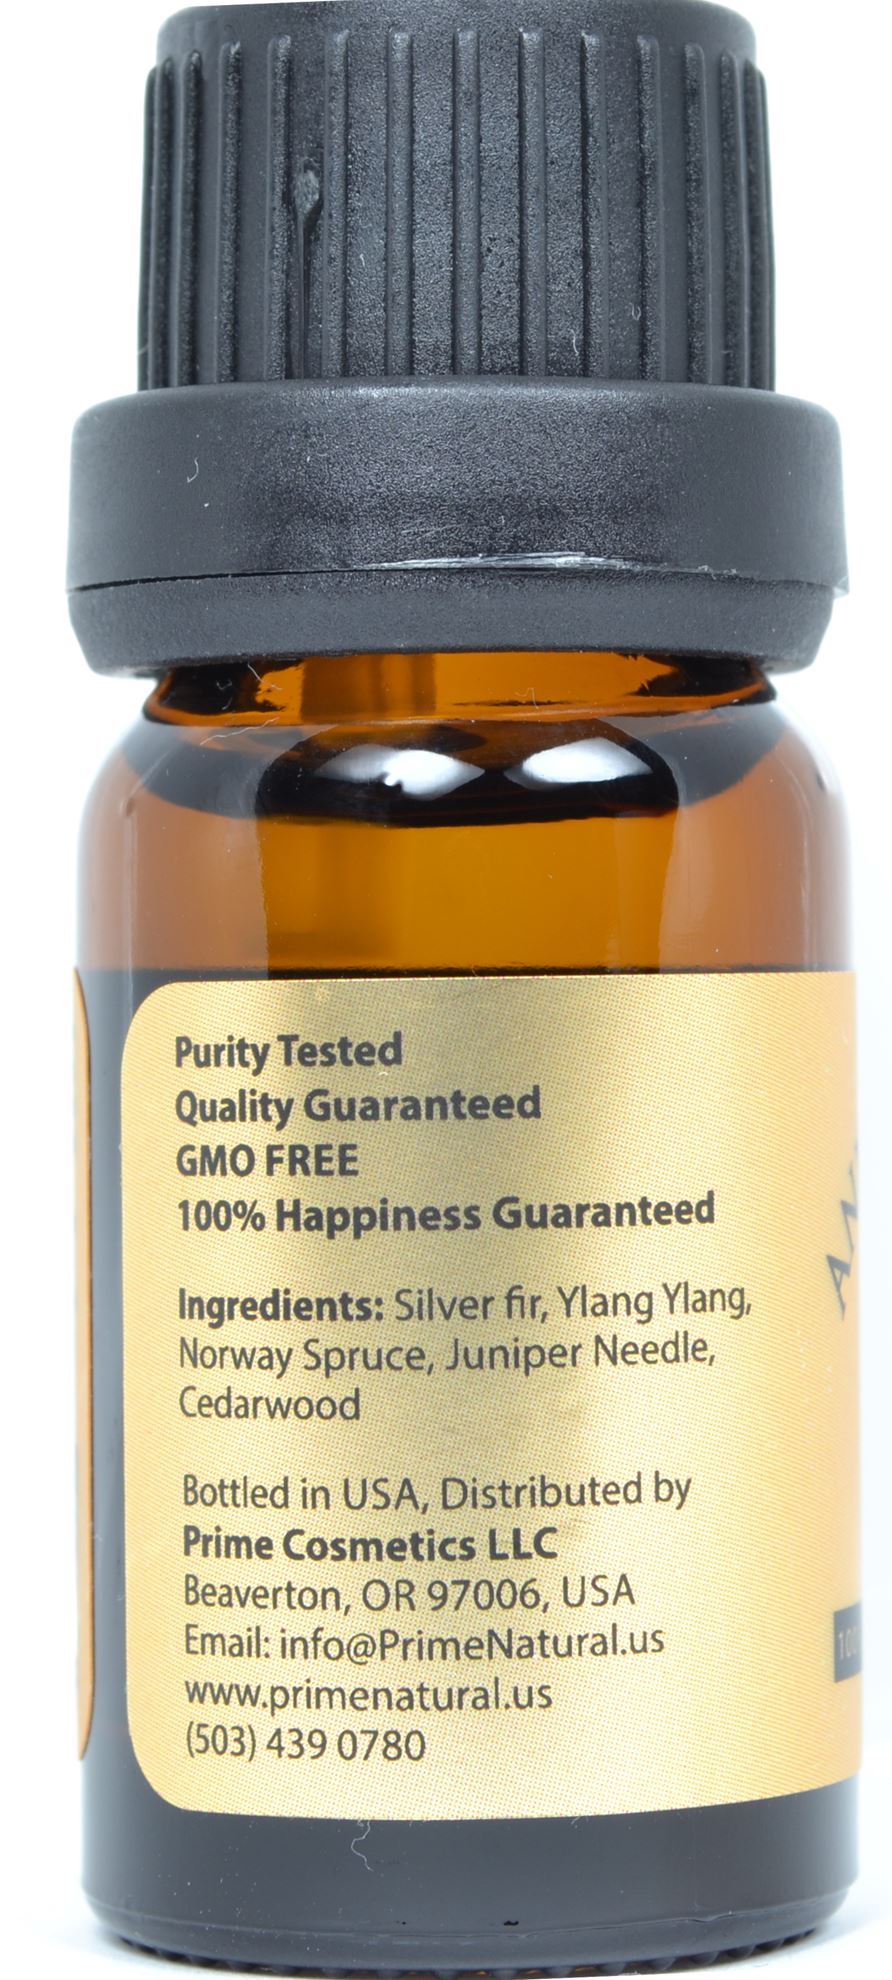 Purity Tested
Quality Guaranteed
GMO FREE
100% Happiness Guaranteed
Ingredients: Silver fir, Ylang Ylang,
Norway Spruce, Juniper Needle,
Cedarwood
Bottled in USA, Distributed by
Prime Cosmetics LLC
Beaverton, OR 97006, USA
Email: info@PrimeNatural.us
www.primenatural.us
(503) 439 0780